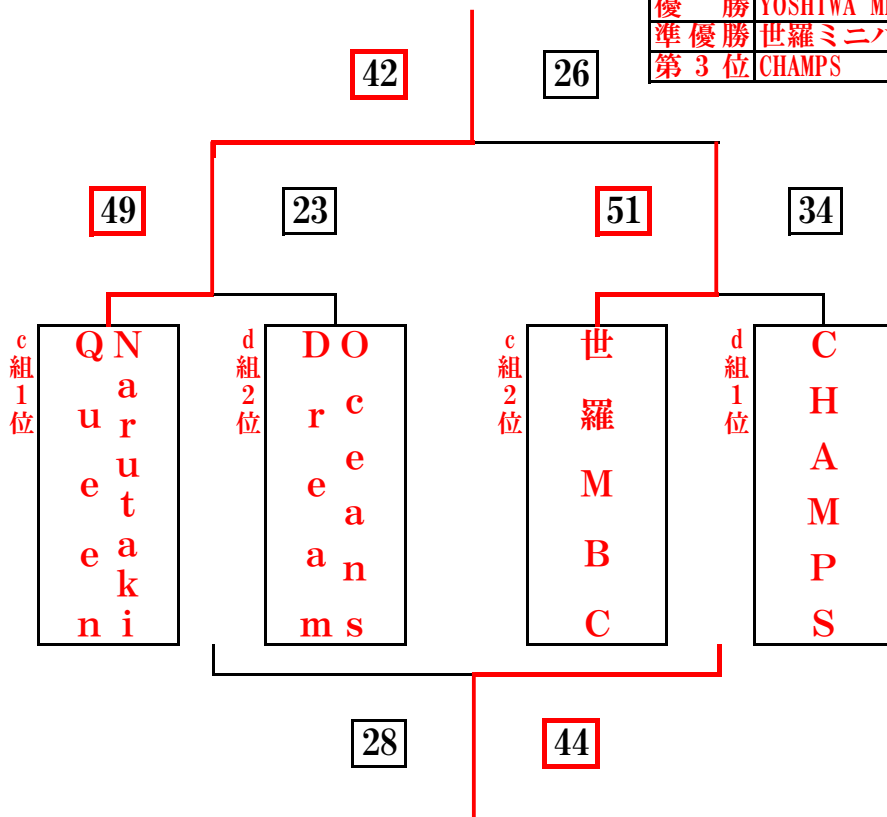 優勝 YOSHIWA
準優勝 世羅ミニバ
第3位 CHAMPS
42
26
49
23
51
34
c組1位
Narutaki
Queen
d組2位
Oceans
Dream
c組2位
世羅MBC
d組1位
CHAMPS
28
44